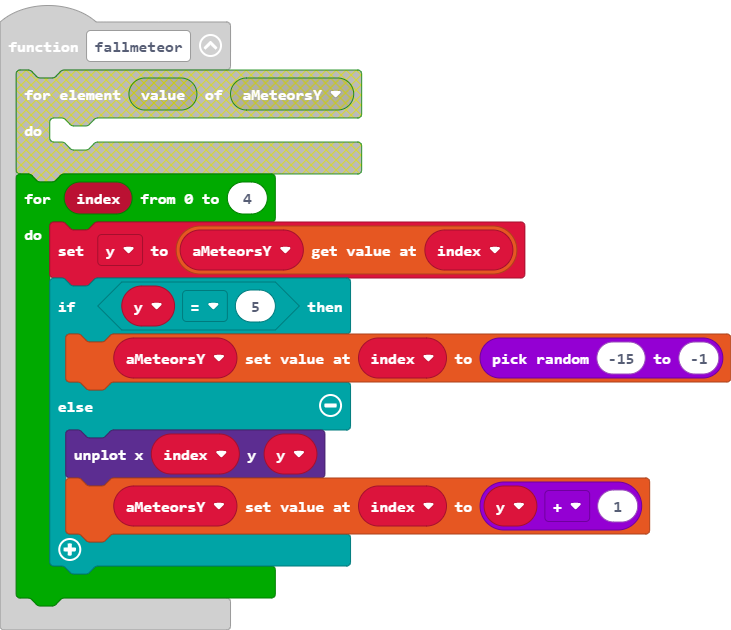 function fallmeteor
for element value of aMeteorsY
do
for index from 0 to 4
do
set y to aMeteorsY get value at index
if y = 5 then
aMeteorsY set value at index to pick random -15 to -1
else
unplot x index y y
aMeteorsY set value at index to y + 1